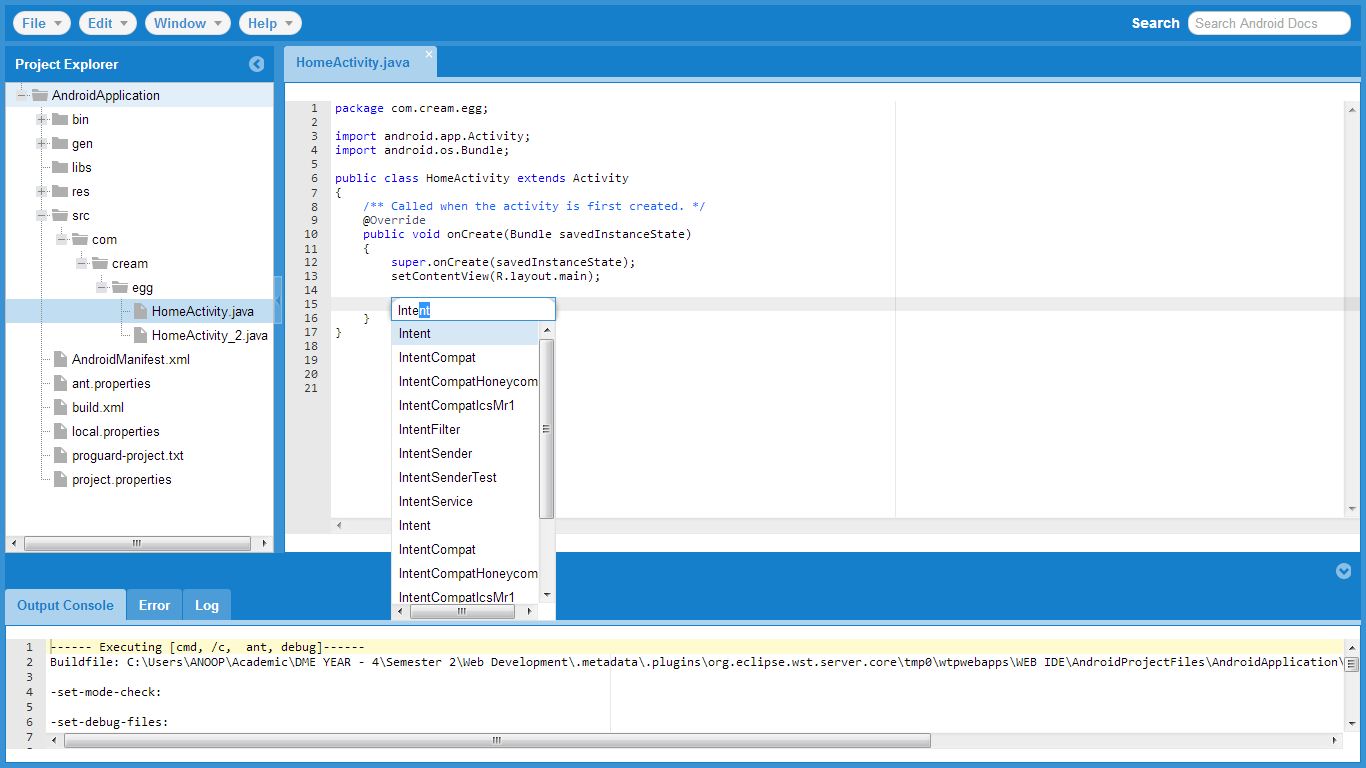 File Edit Window Help Search Search Android Docs
Project Explorer
AndroidApplication
bin
gen
libs
res
src
com
cream
egg
HomeActivity.java
HomeActivity_2.java
AndroidManifest.xml
ant.properties
build.xml
local.properties
proguard-project.txt
project.properties
HomeActivity.java
1 package com.cream.egg;
2
3 import android.app.Activity;
4 import android.os.Bundle;
5
6 public class HomeActivity extends Activity
7 {
8 /** Called when the activity is first created. */
9 @Override
10 public void onCreate(Bundle savedInstanceState)
11 {
12 super.onCreate(savedInstanceState);
13 setContentView(R.layout.main);
14
15
16 }
17 }
18
19
20
21
Intent
Intent
IntentCompat
IntentCompatHoneycom
IntentCompatIcsMr1
IntentFilter
IntentSender
IntentSenderTest
IntentService
Intent
IntentCompat
IntentCompatHoneycom
IntentCompatIcsMr1
Output Console Error Log
1 ------ Executing [cmd, /c,  ant, debug]------
2 Buildfile: C:\Users\ANOOP\Academic\DME YEAR - 4\Semester 2\Web Development\.metadata\.plugins\org.eclipse.wst.server.core\tmp0\wtpwebapps\WEB IDE\AndroidProjectFiles\AndroidApplication\
3
4 -set-mode-check:
5
6 -set-debug-files:
7